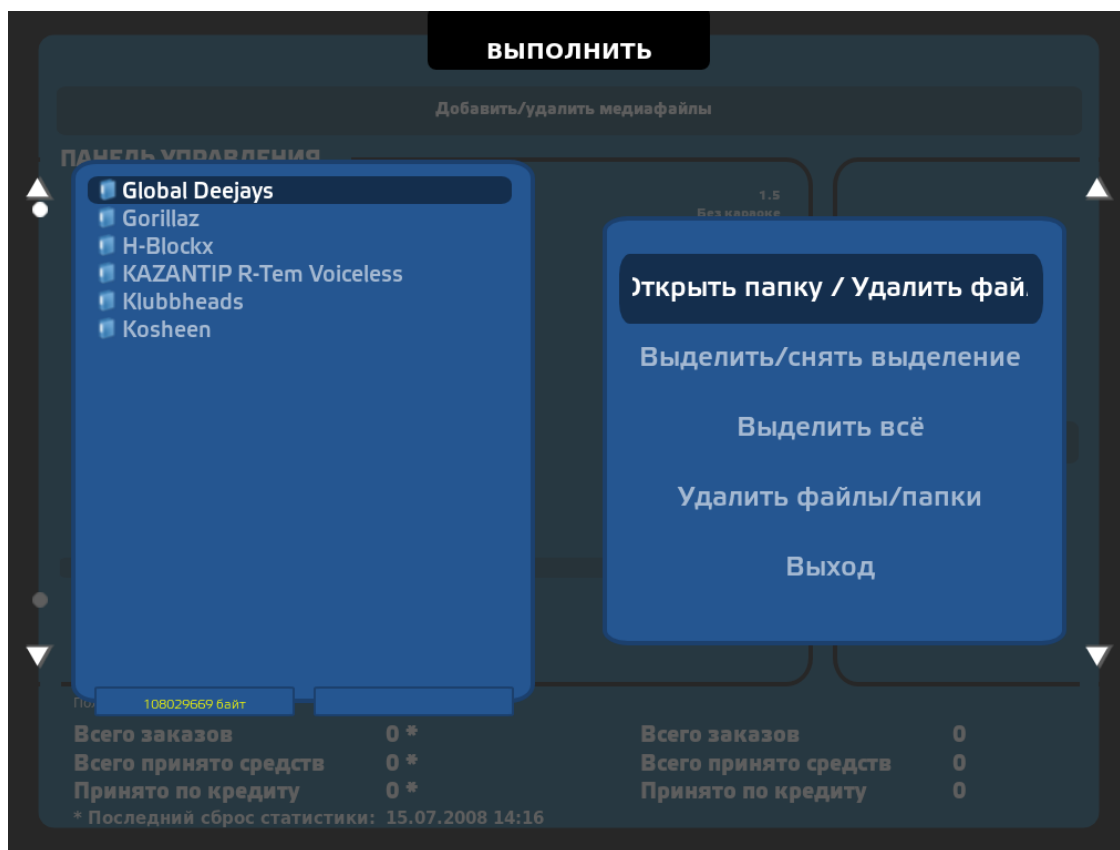 ВЫПОЛНИТЬ
Добавить/удалить медиафайлы
ПАНЕЛЬ УПРАВЛЕНИЯ
1.5
Без караоке
Global Deejays
Gorillaz
H-Blockx
KAZANTIP R-Tem Voiceless
Klubbheads
Kosheen
Открыть папку / Удалить фай
Выделить/снять выделение
Выделить всё
Удалить файлы/папки
Выход
108029669 байт
Всего заказов 0 * Всего заказов 0
Всего принято средств 0 * Всего принято средств 0
Принято по кредиту 0 * Принято по кредиту 0
* Последний сброс статистики: 15.07.2008 14:16